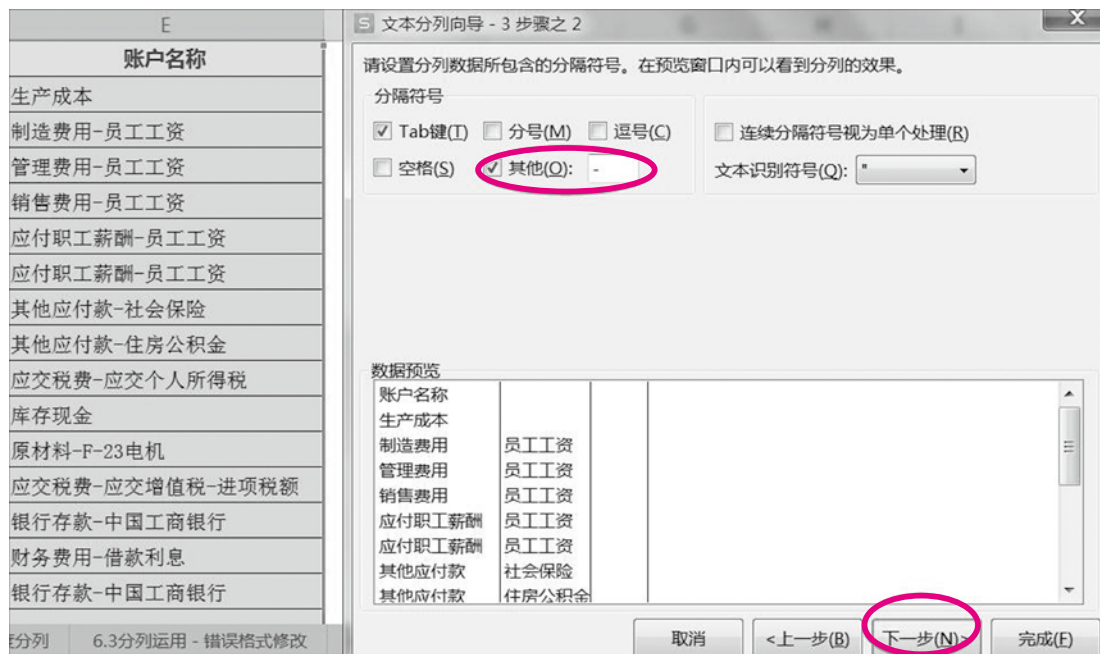 E
账户名称
生产成本
制造费用-员工工资
管理费用-员工工资
销售费用-员工工资
应付职工薪酬-员工工资
应付职工薪酬-员工工资
其他应付款-社会保险
其他应付款-住房公积金
应交税费-应交个人所得税
库存现金
原材料-F-23电机
应交税费-应交增值税-进项税额
银行存款-中国工商银行
财务费用-借款利息
银行存款-中国工商银行
分列 6.3分列运用 - 错误格式修改
S 文本分列向导 - 3 步骤之 2 X
请设置分列数据所包含的分隔符号。在预览窗口内可以看到分列的效果。
分隔符号
Tab键(T) 分号(M) 逗号(C)
空格(S) 其他(O): -
连续分隔符号视为单个处理(R)
文本识别符号(Q): "
数据预览
账户名称
生产成本
制造费用 员工工资
管理费用 员工工资
销售费用 员工工资
应付职工薪酬 员工工资
应付职工薪酬 员工工资
其他应付款 社会保险
其他应付款 住房公积金
取消 <上一步(B) 下一步(N)> 完成(F)